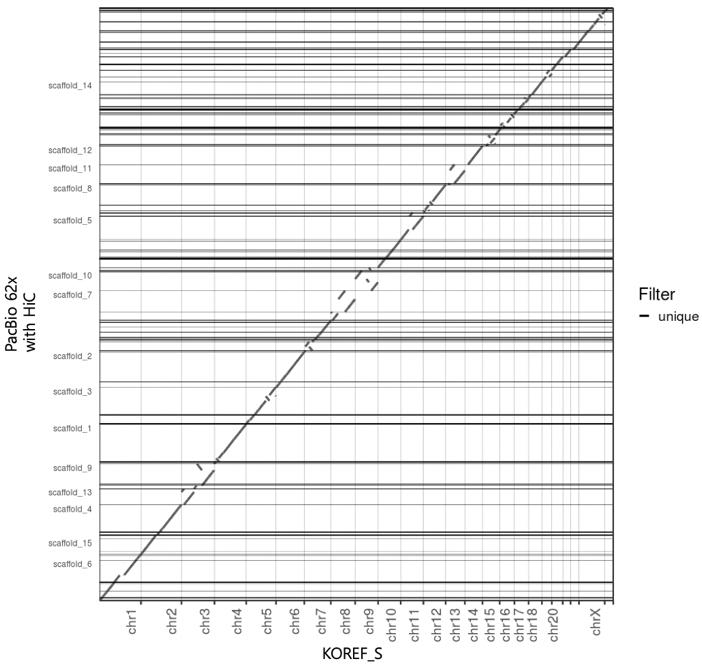 scaffold_14
scaffold_12
scaffold_11
scaffold_8
scaffold_5
scaffold_10
scaffold_7
scaffold_2
scaffold_3
scaffold_1
scaffold_9
scaffold_13
scaffold_4
scaffold_15
scaffold_6
PacBio 62x
with HiC
Filter
unique
chr1
chr2
chr3
chr4
chr5
chr6
chr7
chr8
chr9
chr10
chr11
chr12
chr13
chr14
chr15
chr16
chr17
chr18
chr20
chrX
KOREF_S